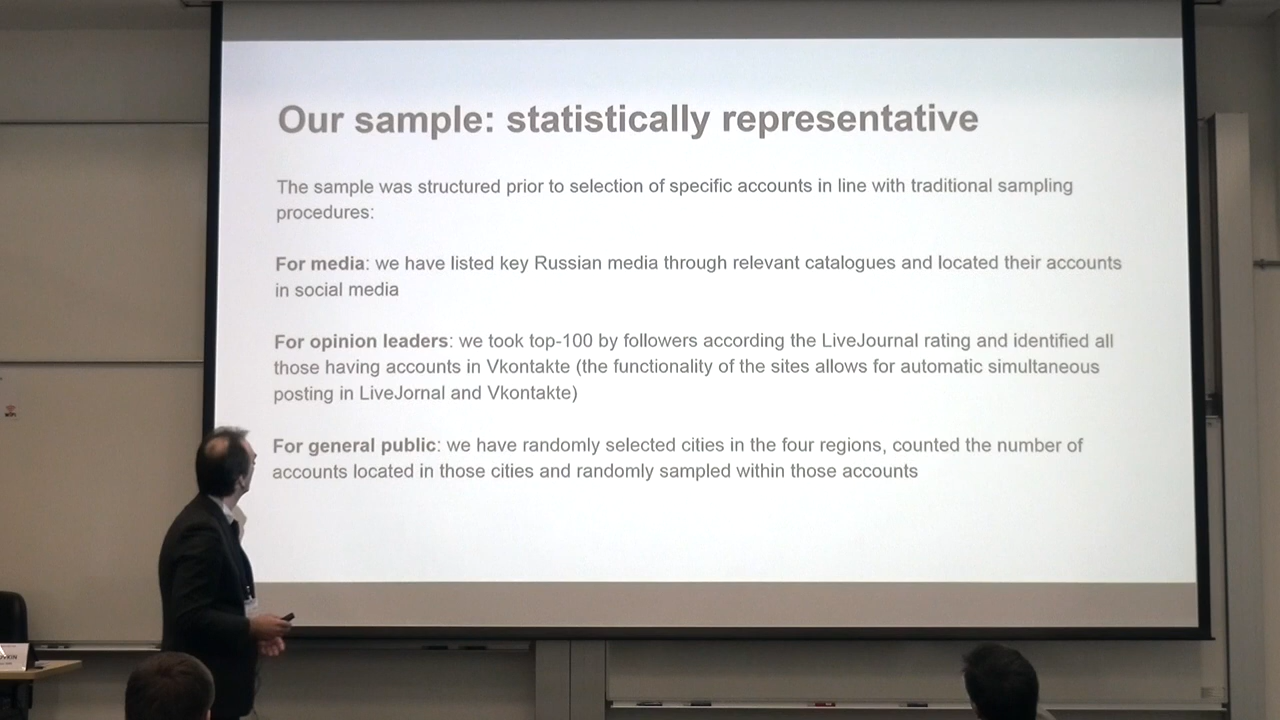 Our sample: statistically representative
The sample was structured prior to selection of specific accounts in line with traditional sampling
procedures:
For media: we have listed key Russian media through relevant catalogues and located their accounts
in social media
For opinion leaders: we took top-100 by followers according the LiveJournal rating and identified all
those having accounts in Vkontakte (the functionality of the sites allows for automatic simultaneous
posting in LiveJornal and Vkontakte)
For general public: we have randomly selected cities in the four regions, counted the number of
accounts located in those cities and randomly sampled within those accounts